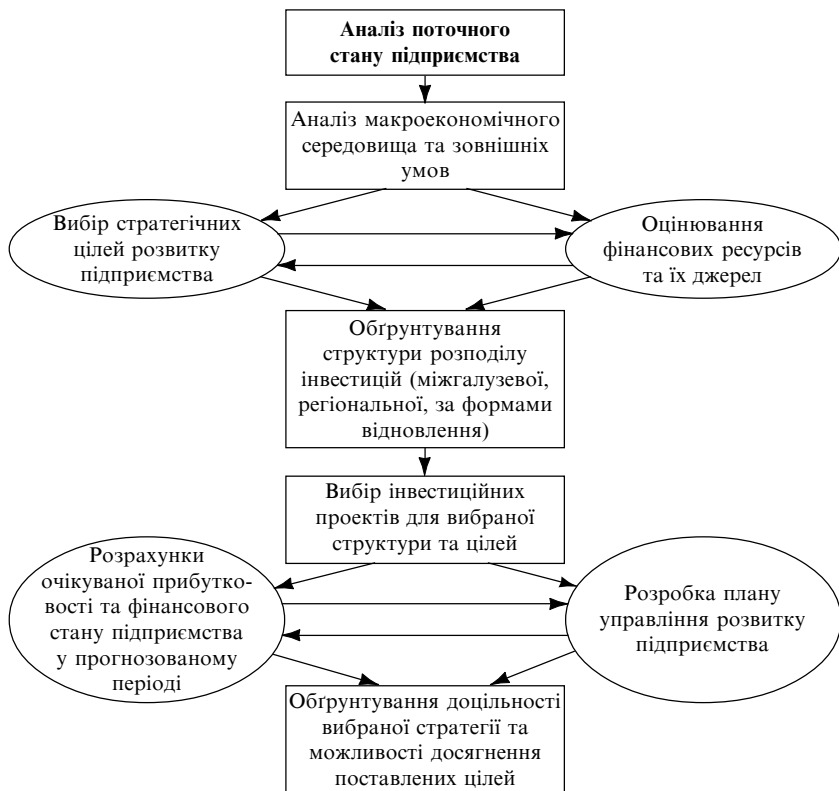 Аналіз поточного
стану підприємства
Аналіз макроекономічного
середовища та зовнішніх
умов
Вибір стратегічних
цілей розвитку
підприємства
Оцінювання
фінансових ресурсів
та їх джерел
Обґрунтування
структури розподілу
інвестицій (міжгалузевої,
регіональної, за формами
відновлення)
Вибір інвестиційних
проектів для вибраної
структури та цілей
Розрахунки
очікуваної прибутко-
вості та фінансового
стану підприємства
у прогнозованому
періоді
Розробка плану
управління розвитку
підприємства
Обґрунтування доцільності
вибраної стратегії та
можливості досягнення
поставлених цілей